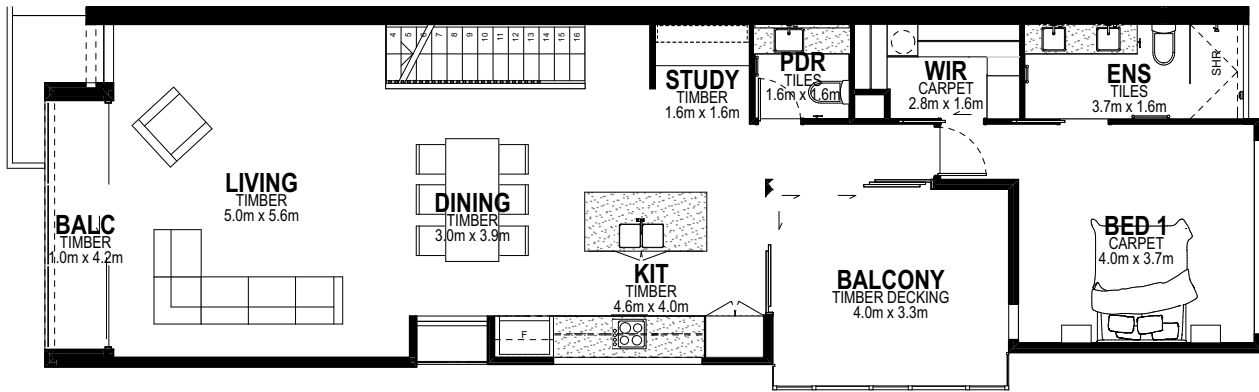 4 5 6 7 8 9 10 11 12 13 14 15 16
STUDY
TIMBER
1.6m x 1.6m
PDR
TILES
1.6m x 1.6m
WIR
CARPET
2.8m x 1.6m
ENS
TILES
3.7m x 1.6m
SHR
LIVING
TIMBER
5.0m x 5.6m
DINING
TIMBER
3.0m x 3.9m
BALC
TIMBER
1.0m x 4.2m
KIT
TIMBER
4.6m x 4.0m
F
BALCONY
TIMBER DECKING
4.0m x 3.3m
BED 1
CARPET
4.0m x 3.7m